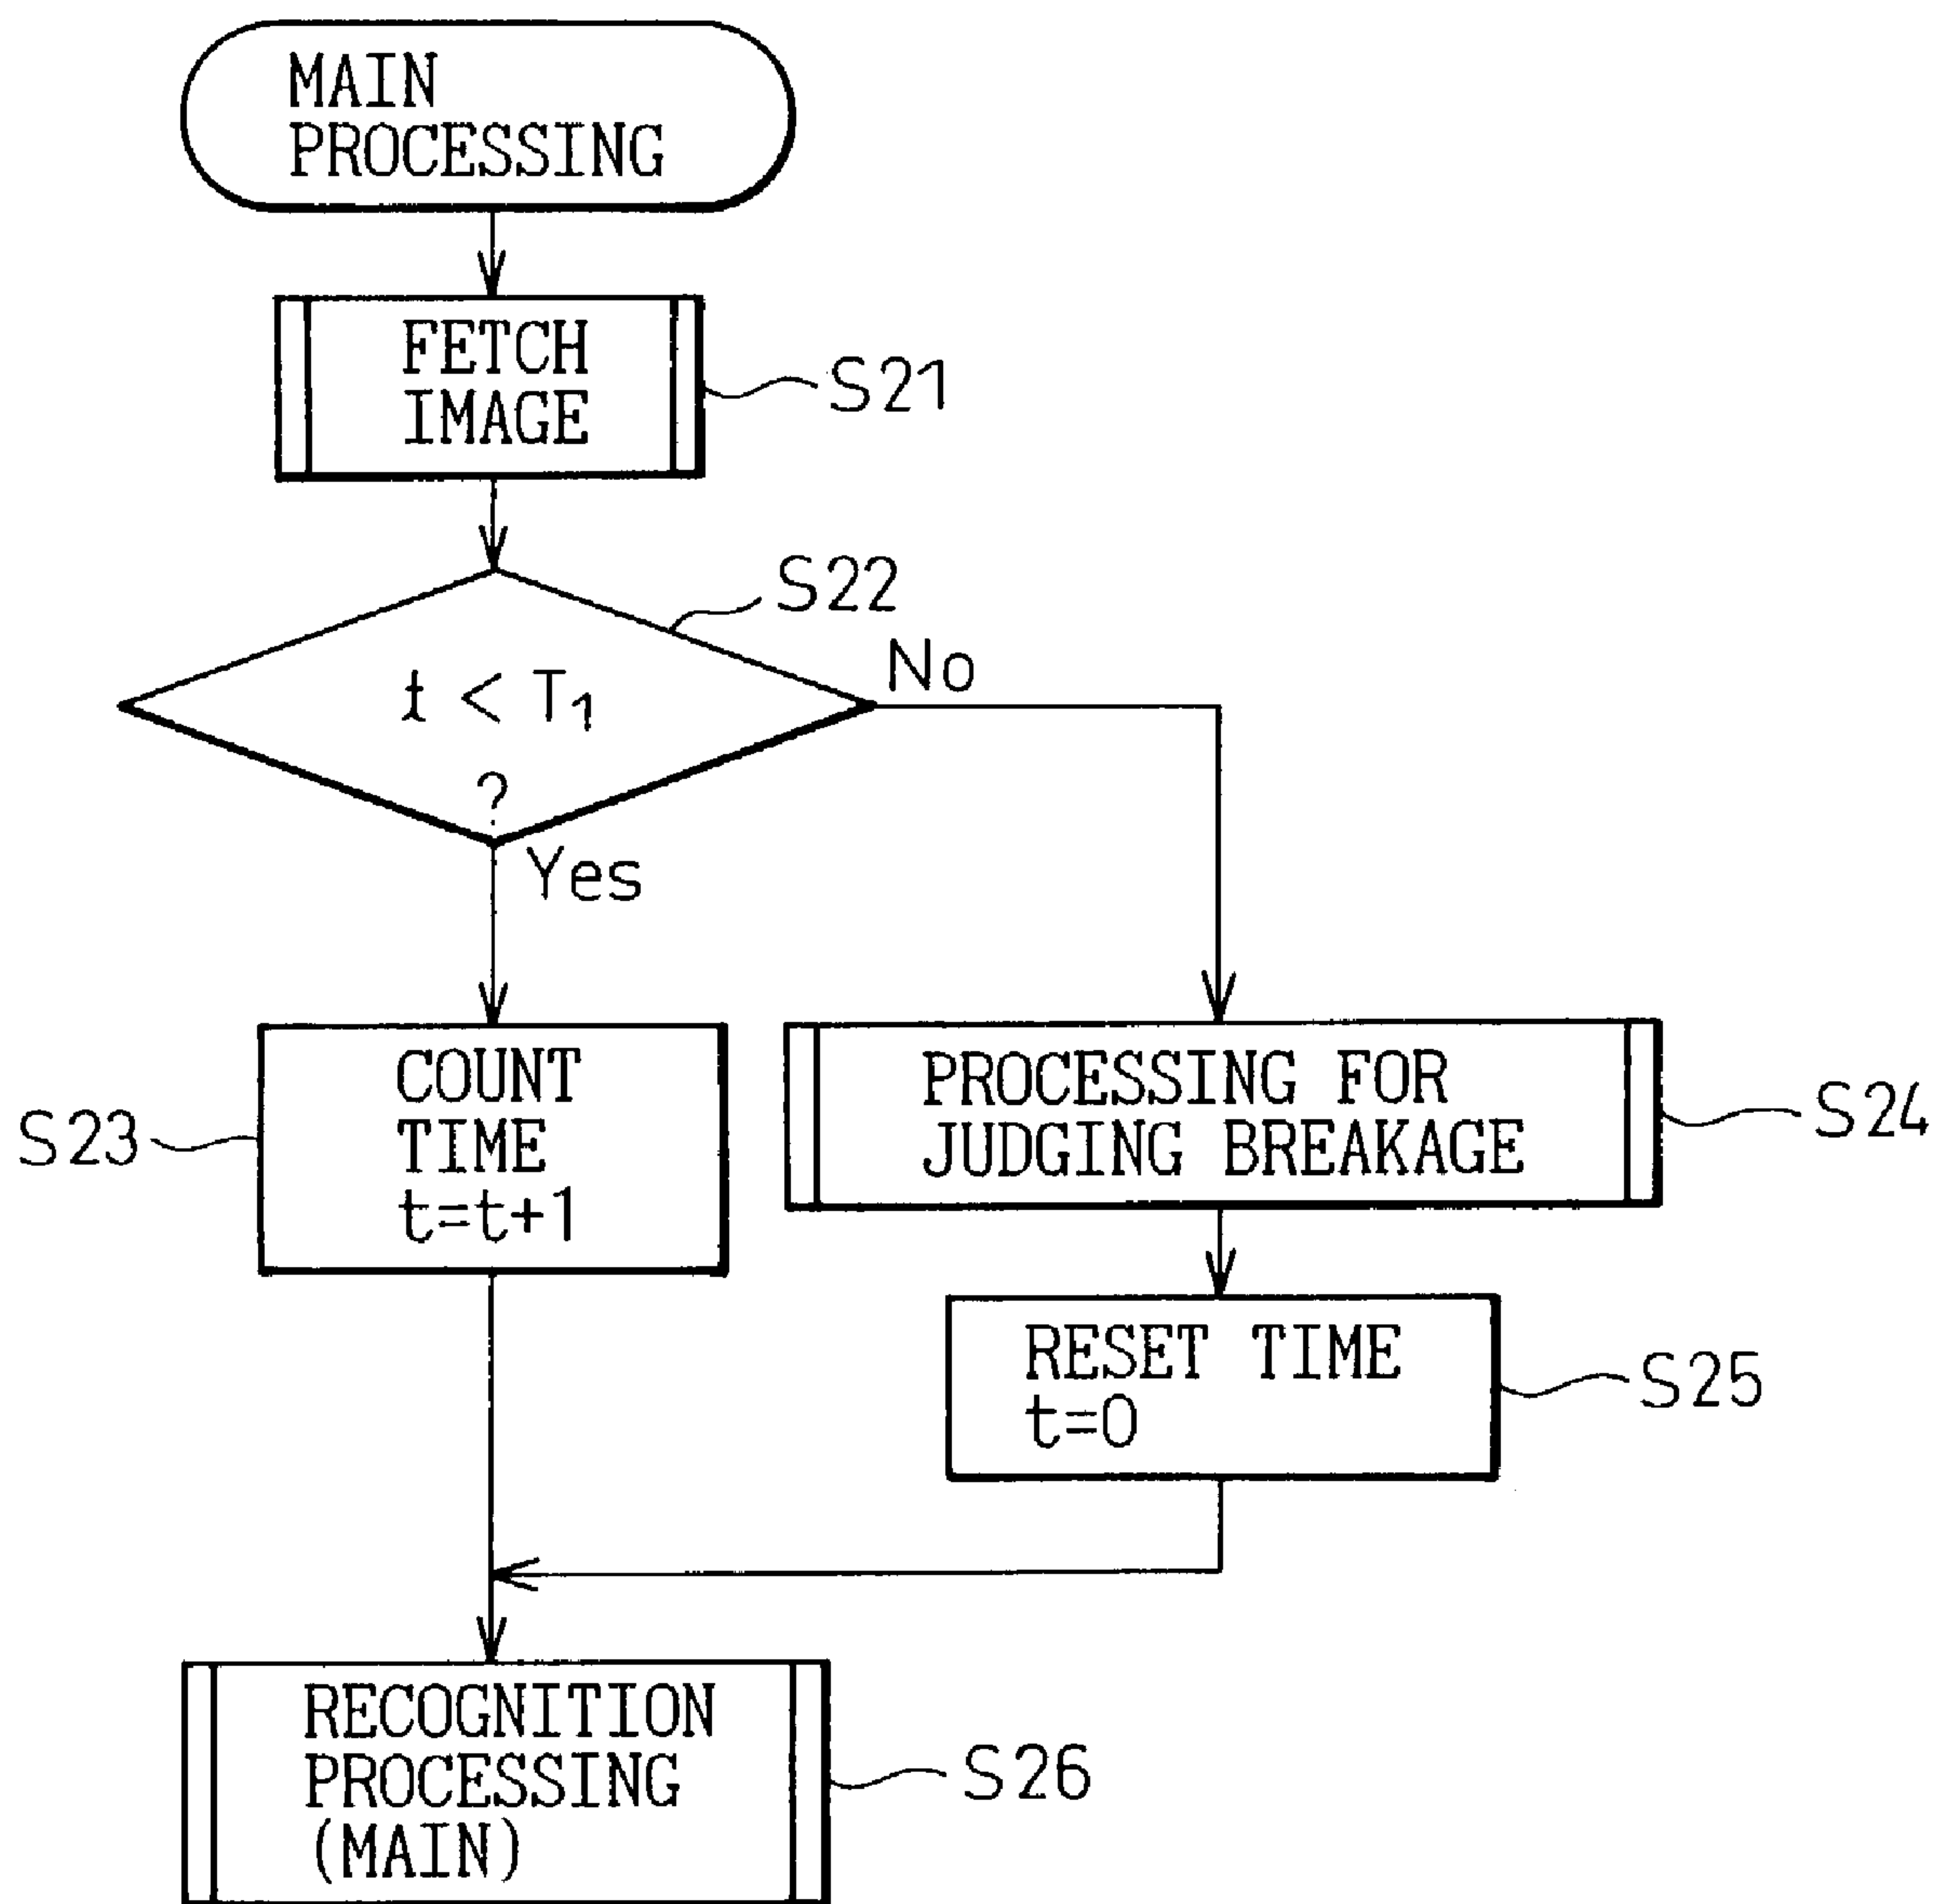 MAIN
PROCESSING
FETCH
IMAGE
S21
S22
t < T₁
?
No
Yes
COUNT
TIME
t=t+1
S23
PROCESSING FOR
JUDGING BREAKAGE
S24
RESET TIME
t=0
S25
RECOGNITION
PROCESSING
(MAIN)
S26